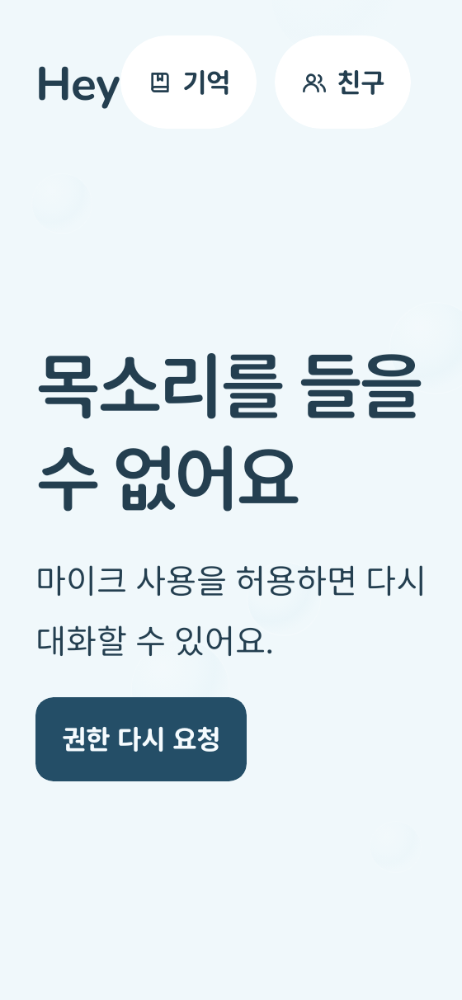 Hey 기억 친구
목소리를 들을
수 없어요
마이크 사용을 허용하면 다시
대화할 수 있어요.
권한 다시 요청